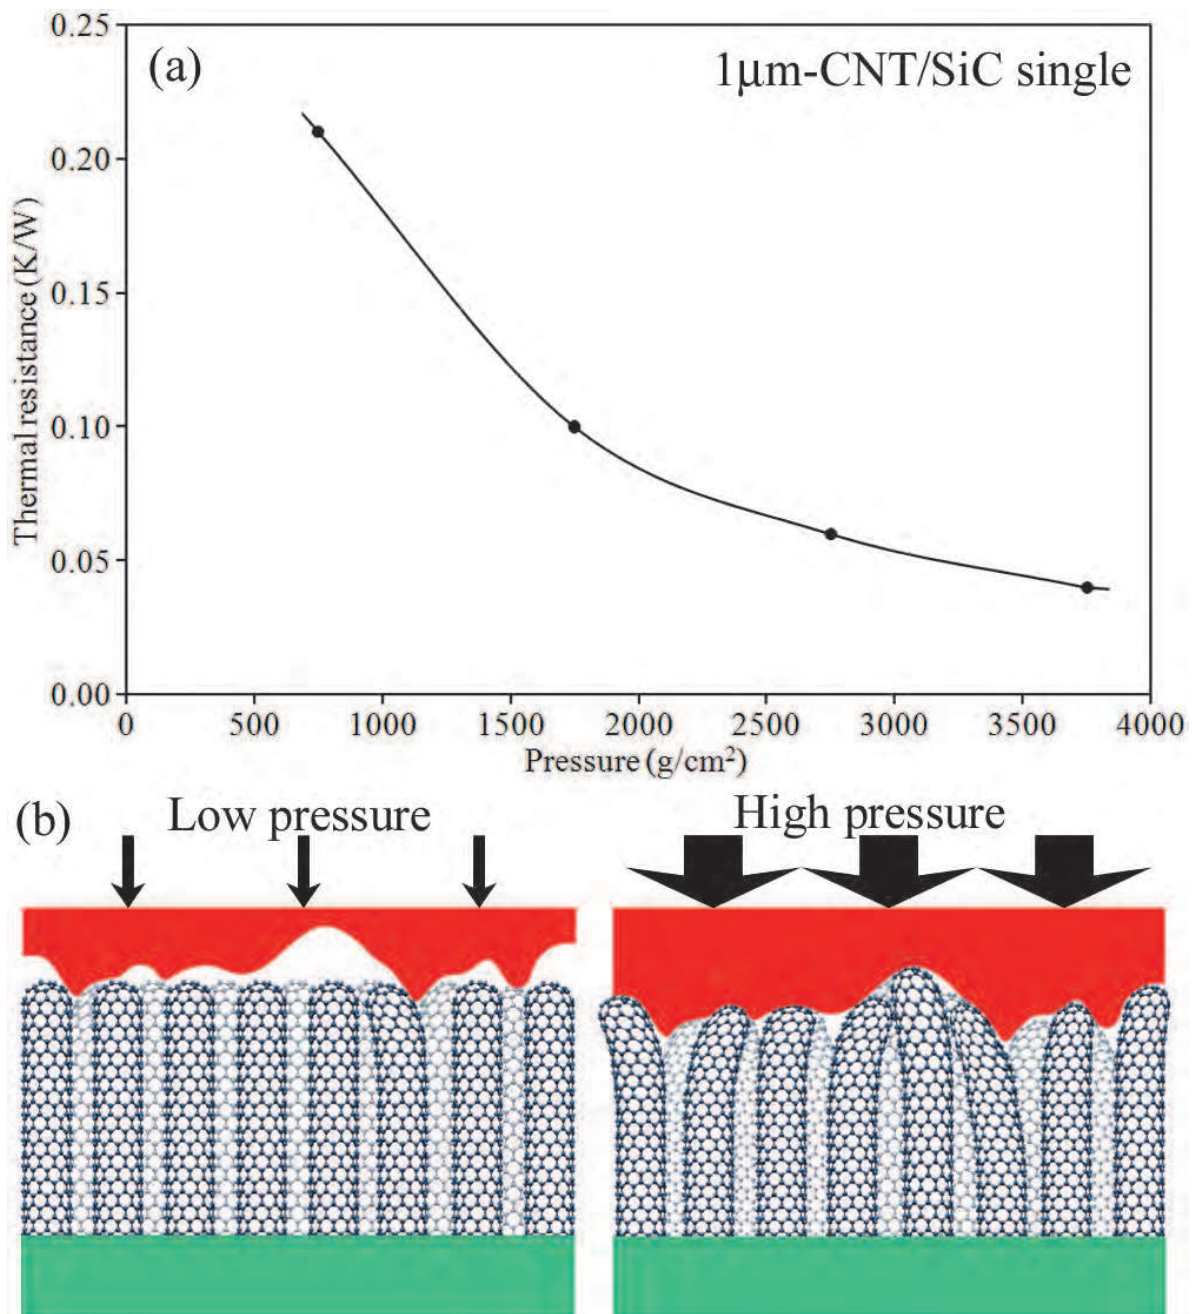 (a)
1μm-CNT/SiC single
Thermal resistance (K/W)
0.25
0.20
0.15
0.10
0.05
0.00
0 500 1000 1500 2000 2500 3000 3500 4000
Pressure (g/cm²)
(b)
Low pressure
High pressure